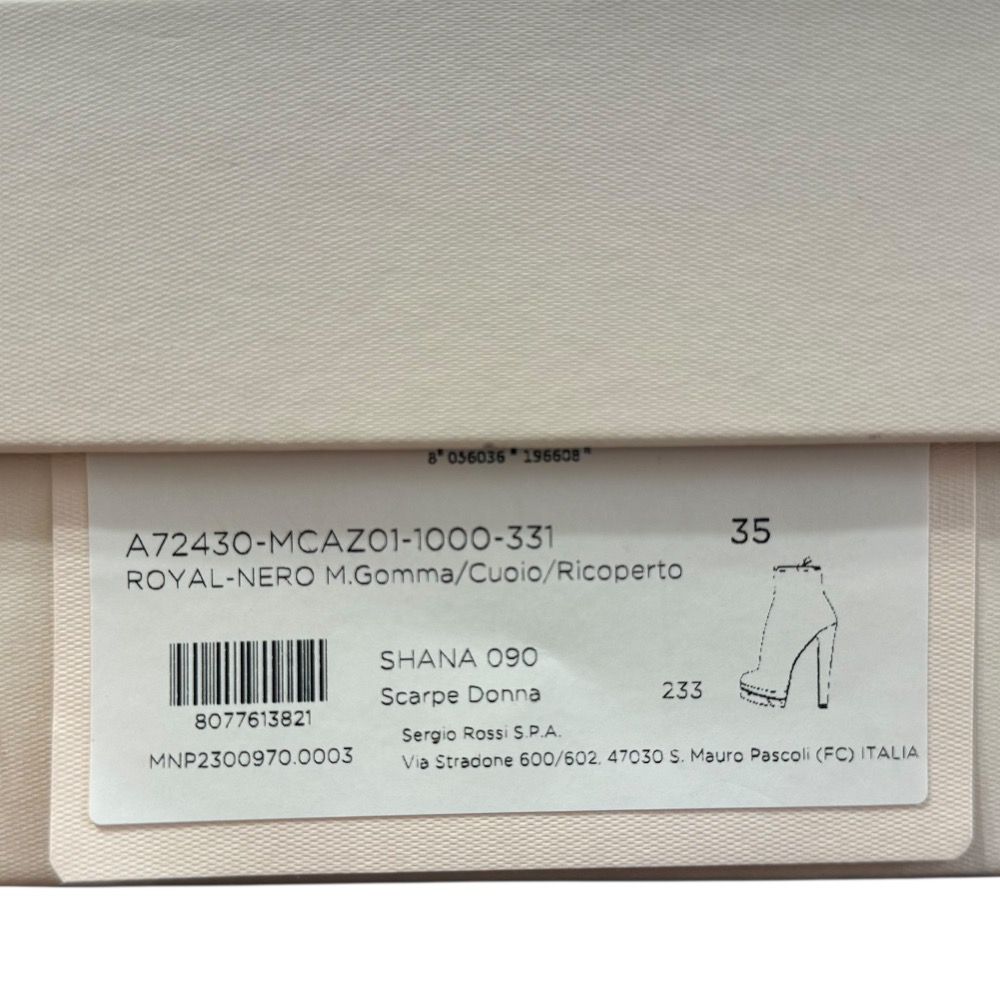 8 056036 196608
A72430-MCAZ01-1000-331
35
ROYAL-NERO M.Gomma/Cuoio/Ricoperto
SHANA 090
Scarpe Donna
233
8077613821
MNP2300970.0003
Sergio Rossi S.P.A.
Via Stradone 600/602, 47030 S. Mauro Pascoli (FC) ITALIA